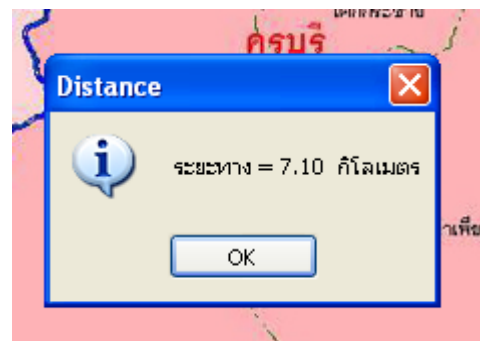 ครบุรี
Distance
ระยะทาง = 7.10 กิโลเมตร
OK